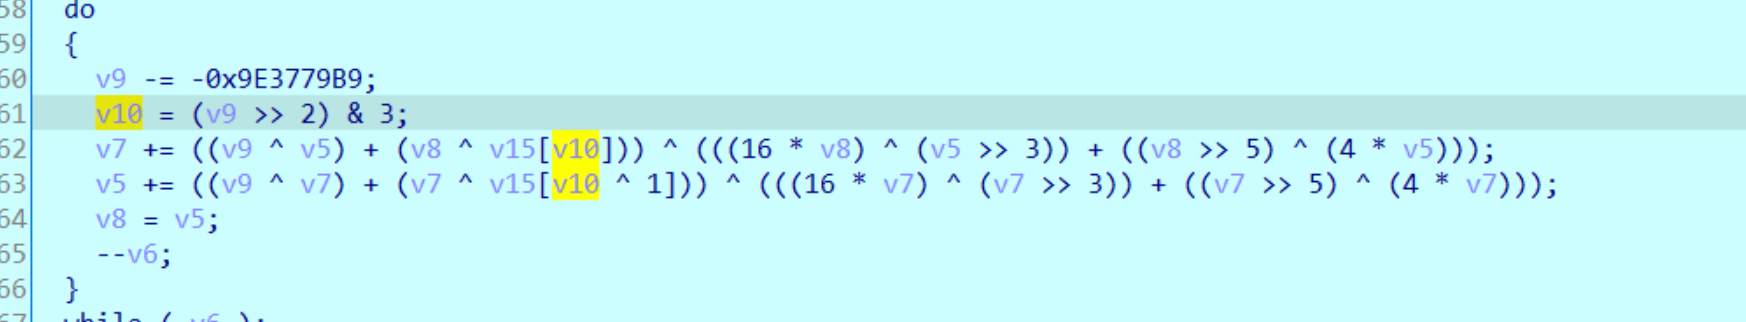 58 do
59 {
60 v9 -= -0x9E3779B9;
61 v10 = (v9 >> 2) & 3;
62 v7 += ((v9 ^ v5) + (v8 ^ v15[v10])) ^ (((16 * v8) ^ (v5 >> 3)) + ((v8 >> 5) ^ (4 * v5)));
63 v5 += ((v9 ^ v7) + (v7 ^ v15[v10 ^ 1])) ^ (((16 * v7) ^ (v7 >> 3)) + ((v7 >> 5) ^ (4 * v7)));
64 v8 = v5;
65 --v6;
66 }
67 while ( v6 );